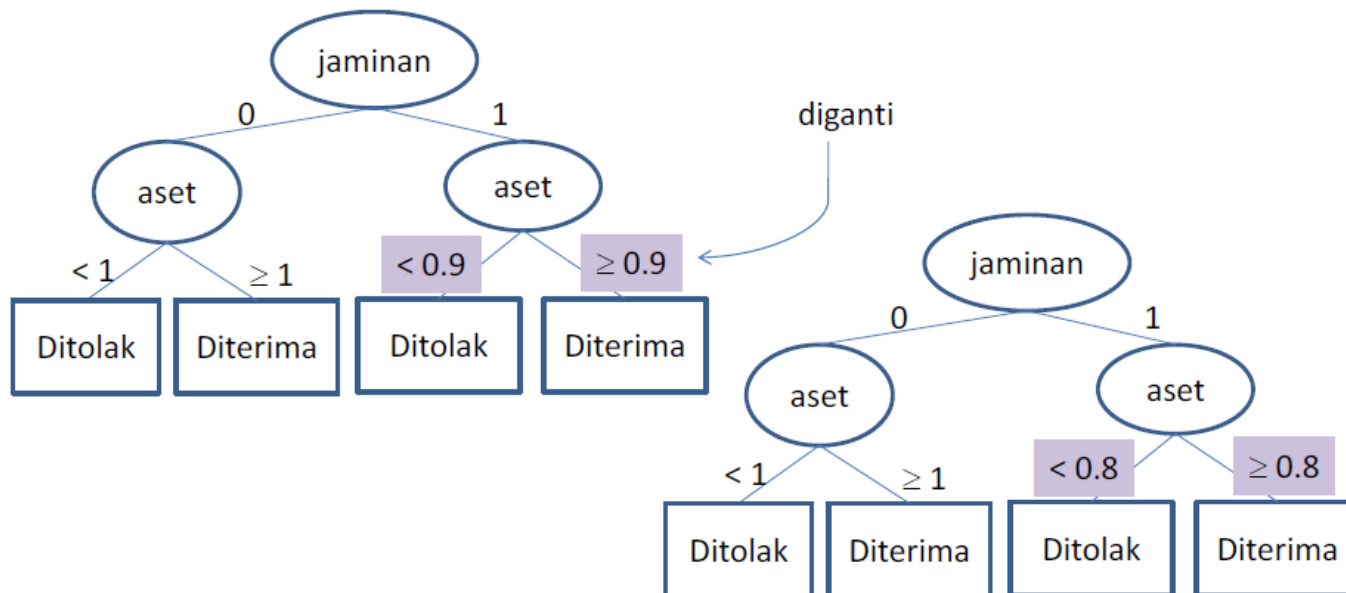 jaminan
0
1
diganti
aset
aset
< 1
≥ 1
< 0.9
≥ 0.9
Ditolak
Diterima
Ditolak
Diterima
jaminan
0
1
aset
aset
< 1
≥ 1
< 0.8
≥ 0.8
Ditolak
Diterima
Ditolak
Diterima